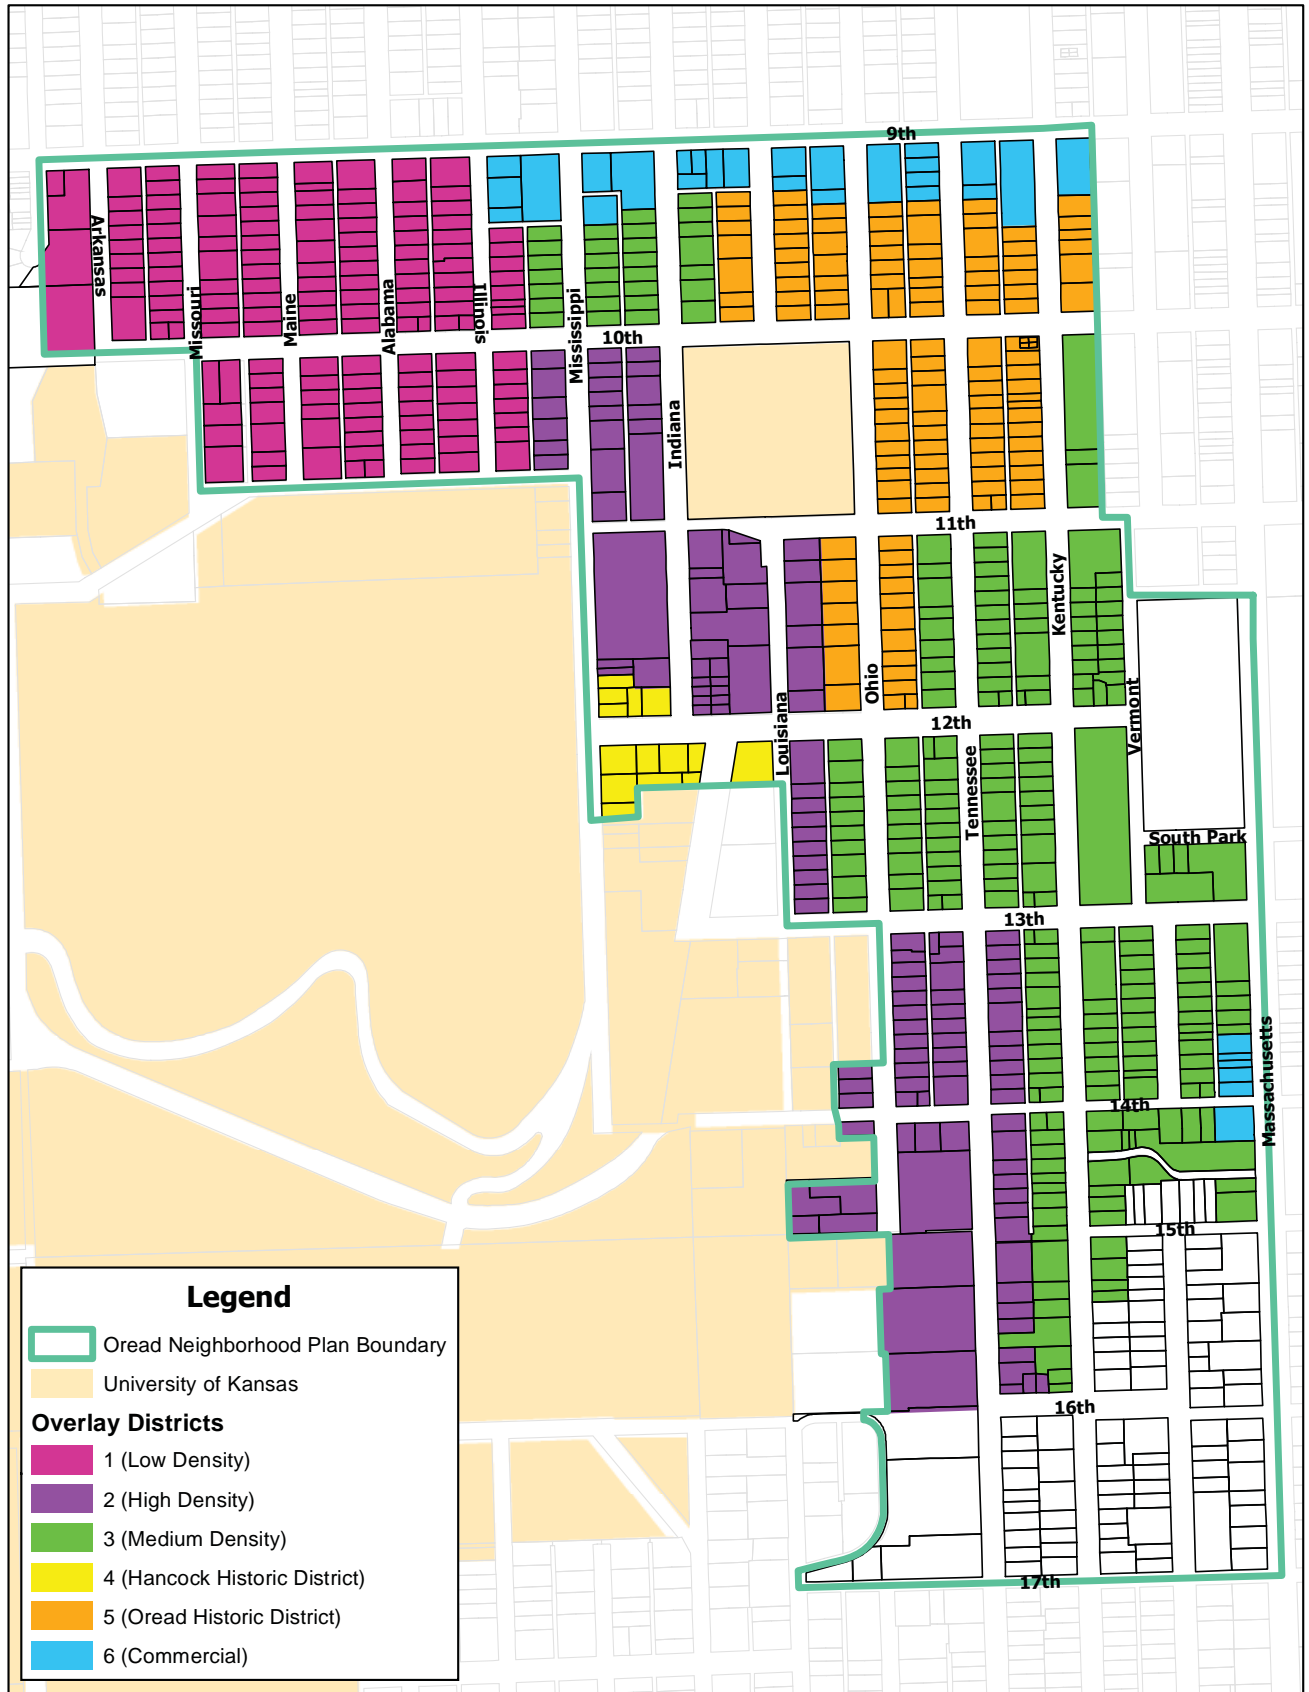 9th
Arkansas
Missouri
Maine
Alabama
Illinois
Mississippi
10th
Indiana
11th
Kentucky
Ohio
Louisiana
12th
Vermont
Tennessee
South Park
13th
Massachusetts
14th
15th
16th
17th
Legend
Oread Neighborhood Plan Boundary
University of Kansas
Overlay Districts
1 (Low Density)
2 (High Density)
3 (Medium Density)
4 (Hancock Historic District)
5 (Oread Historic District)
6 (Commercial)